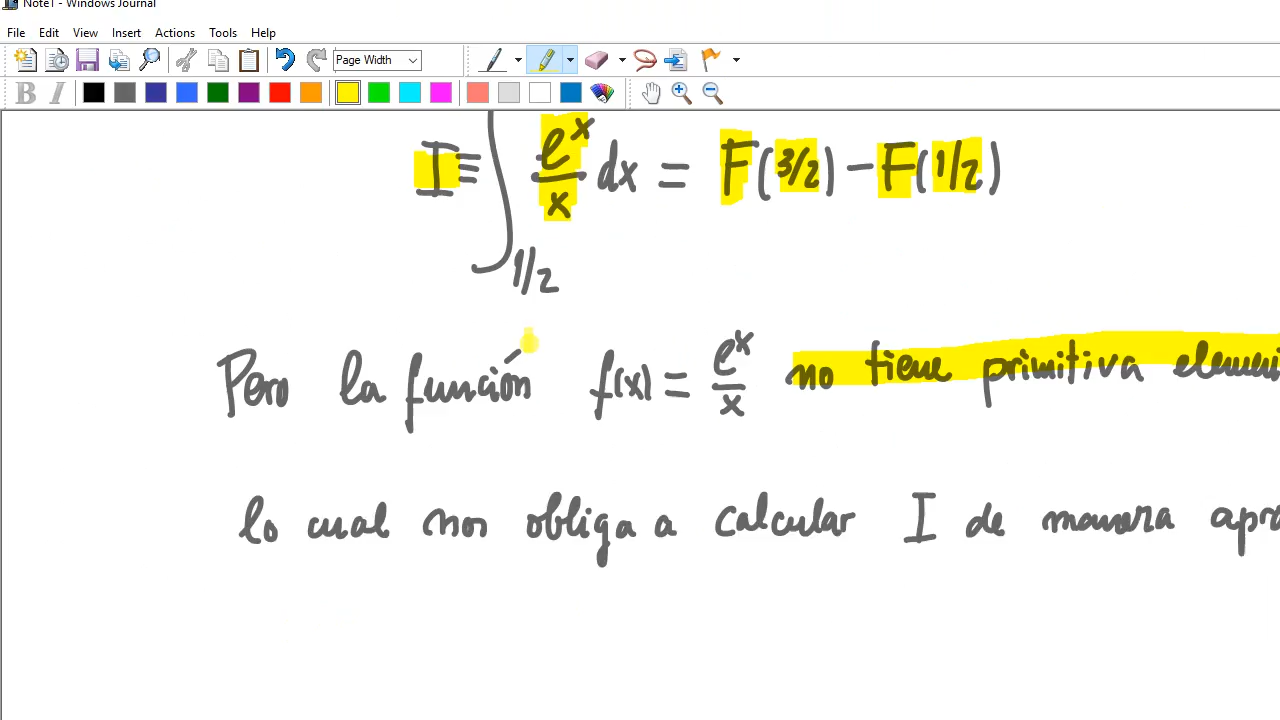 Note1 - Windows Journal
File Edit View Insert Actions Tools Help
Page Width
B I
I ≡ ∫ e^x/x dx = F(3/2) - F(1/2)
1/2
Pero la función f(x) = e^x/x no tiene primitiva
lo cual nos obliga a calcular I de manera